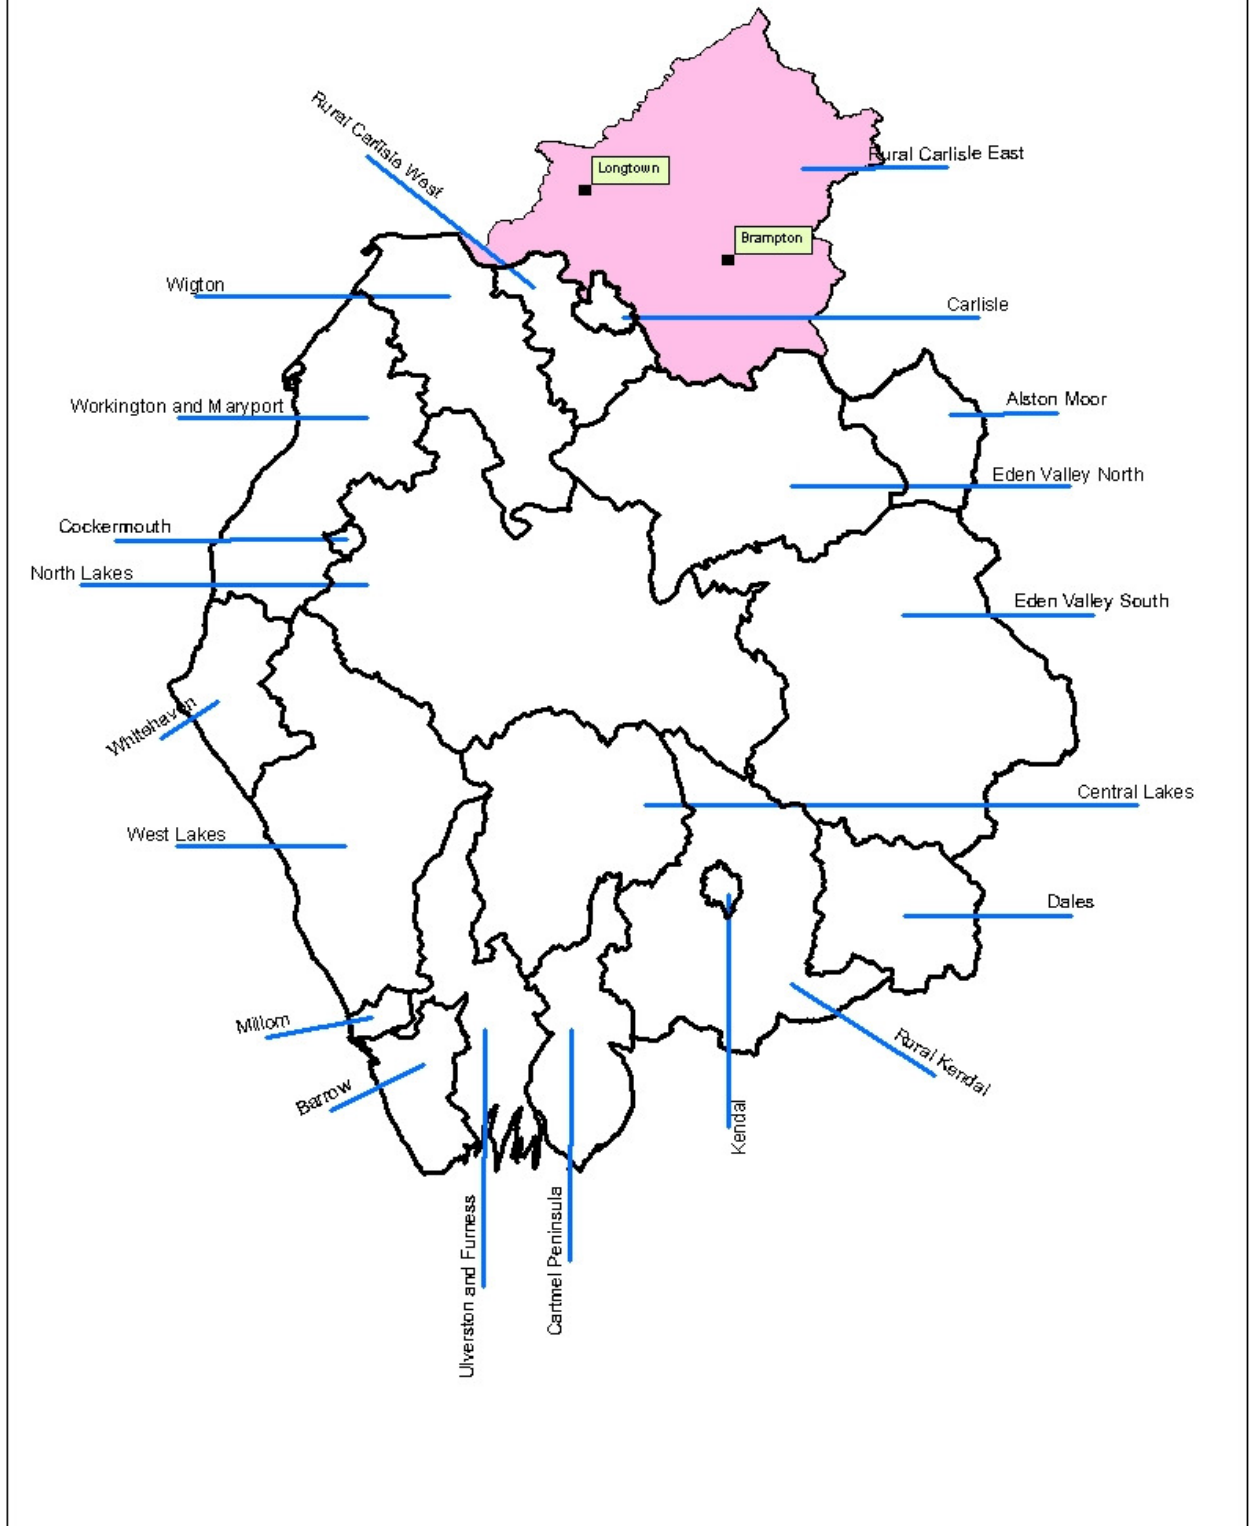 Rural Carlisle West
Longtown
Rural Carlisle East
Brampton
Wigton
Carlisle
Workington and Maryport
Alston Moor
Eden Valley North
Cockermouth
North Lakes
Eden Valley South
Whitehaven
Central Lakes
West Lakes
Dales
Millom
Rural Kendal
Barrow
Kendal
Ulverston and Furness
Cartmel Peninsula